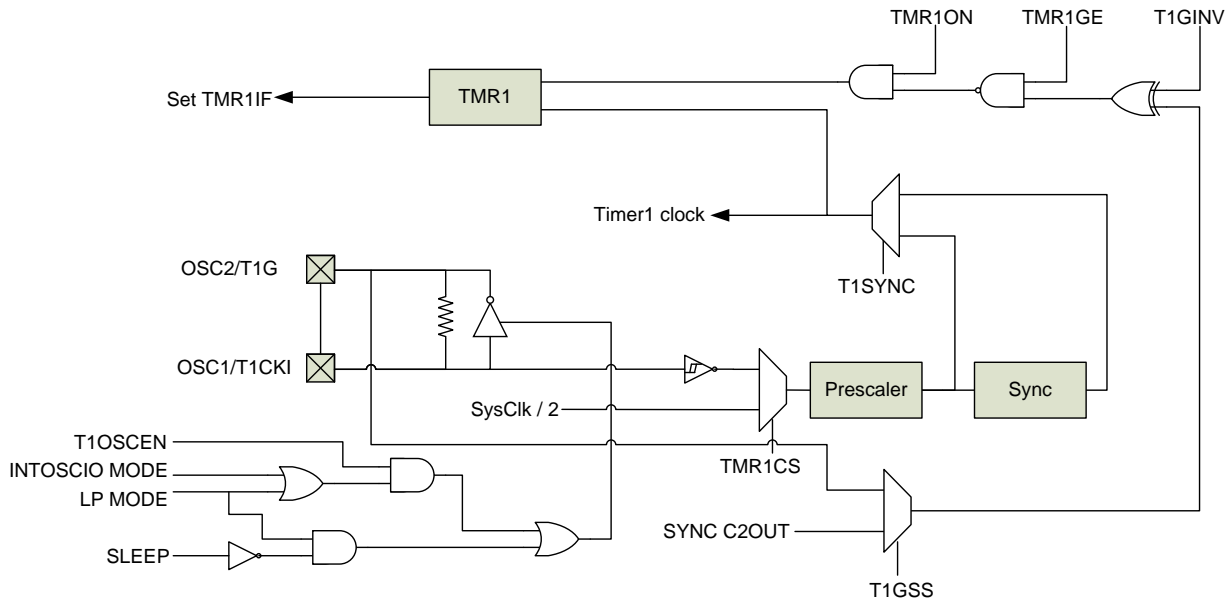 TMR1ON
TMR1GE
T1GINV
Set TMR1IF
TMR1
Timer1 clock
OSC2/T1G
T1SYNC
OSC1/T1CKI
Prescaler
Sync
SysClk / 2
T1OSCEN
TMR1CS
INTOSCIO MODE
LP MODE
SYNC C2OUT
SLEEP
T1GSS